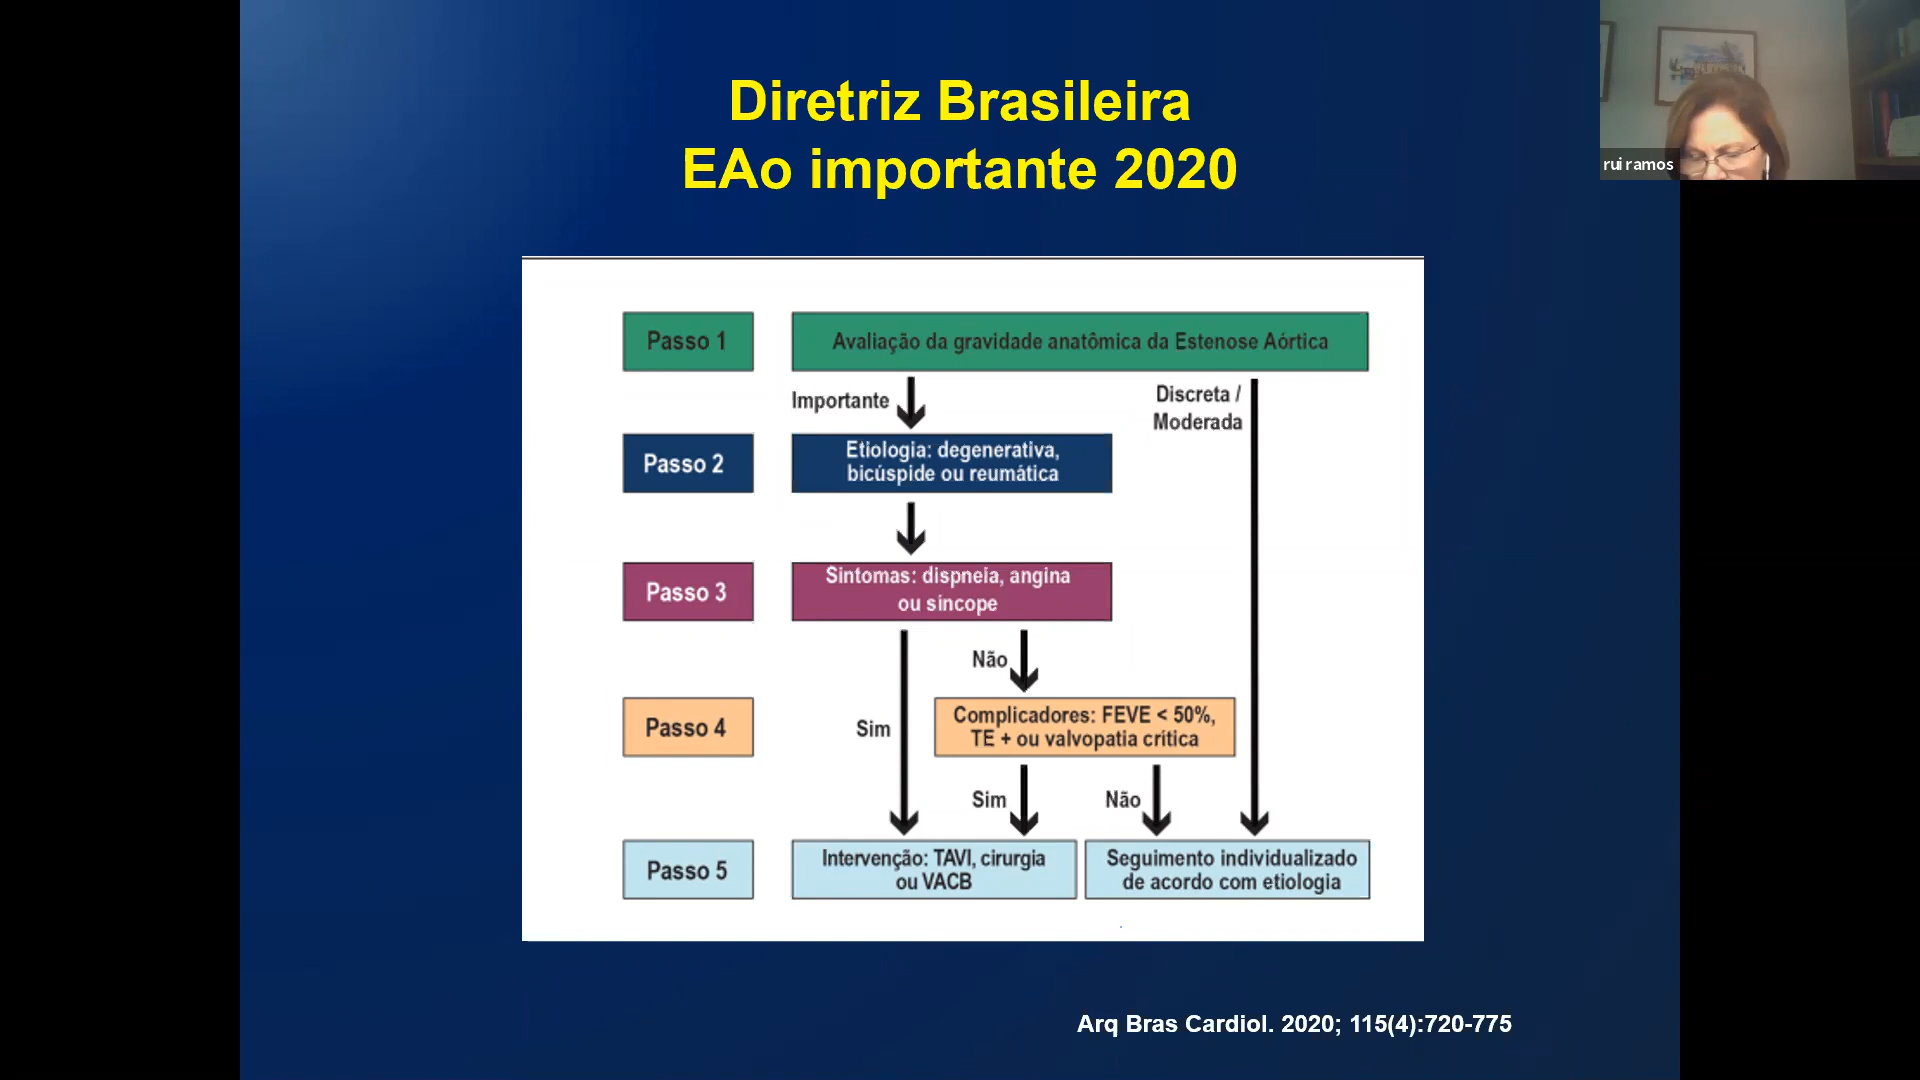 Diretriz Brasileira
EAo importante 2020
rui ramos
Passo 1
Avaliação da gravidade anatômica da Estenose Aórtica
Importante
Discreta /
Moderada
Passo 2
Etiologia: degenerativa,
bicúspide ou reumática
Passo 3
Sintomas: dispneia, angina
ou síncope
Não
Sim
Passo 4
Complicadores: FEVE < 50%,
TE + ou valvopatia crítica
Sim
Não
Passo 5
Intervenção: TAVI, cirurgia
ou VACB
Seguimento individualizado
de acordo com etiologia
Arq Bras Cardiol. 2020; 115(4):720-775